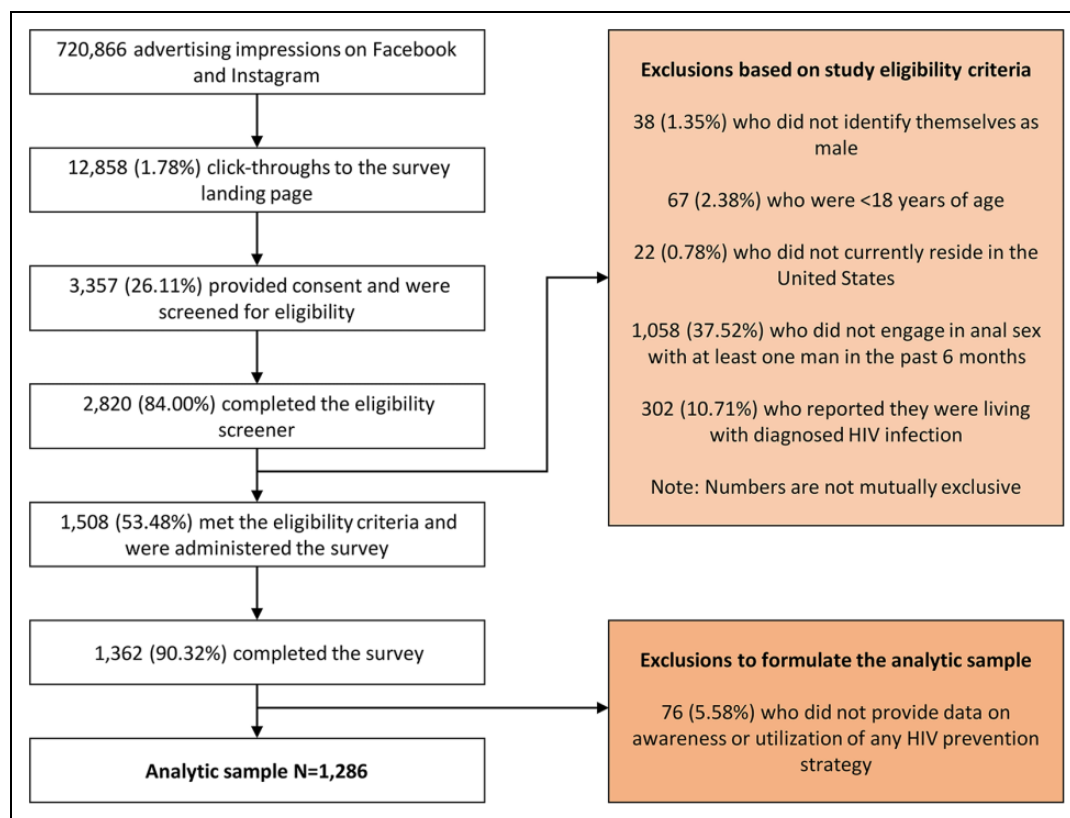 720,866 advertising impressions on Facebook
and Instagram
12,858 (1.78%) click-throughs to the survey
landing page
3,357 (26.11%) provided consent and were
screened for eligibility
2,820 (84.00%) completed the eligibility
screener
1,508 (53.48%) met the eligibility criteria and
were administered the survey
1,362 (90.32%) completed the survey
Analytic sample N=1,286
Exclusions based on study eligibility criteria
38 (1.35%) who did not identify themselves as
male
67 (2.38%) who were <18 years of age
22 (0.78%) who did not currently reside in the
United States
1,058 (37.52%) who did not engage in anal sex
with at least one man in the past 6 months
302 (10.71%) who reported they were living
with diagnosed HIV infection
Note: Numbers are not mutually exclusive
Exclusions to formulate the analytic sample
76 (5.58%) who did not provide data on
awareness or utilization of any HIV prevention
strategy